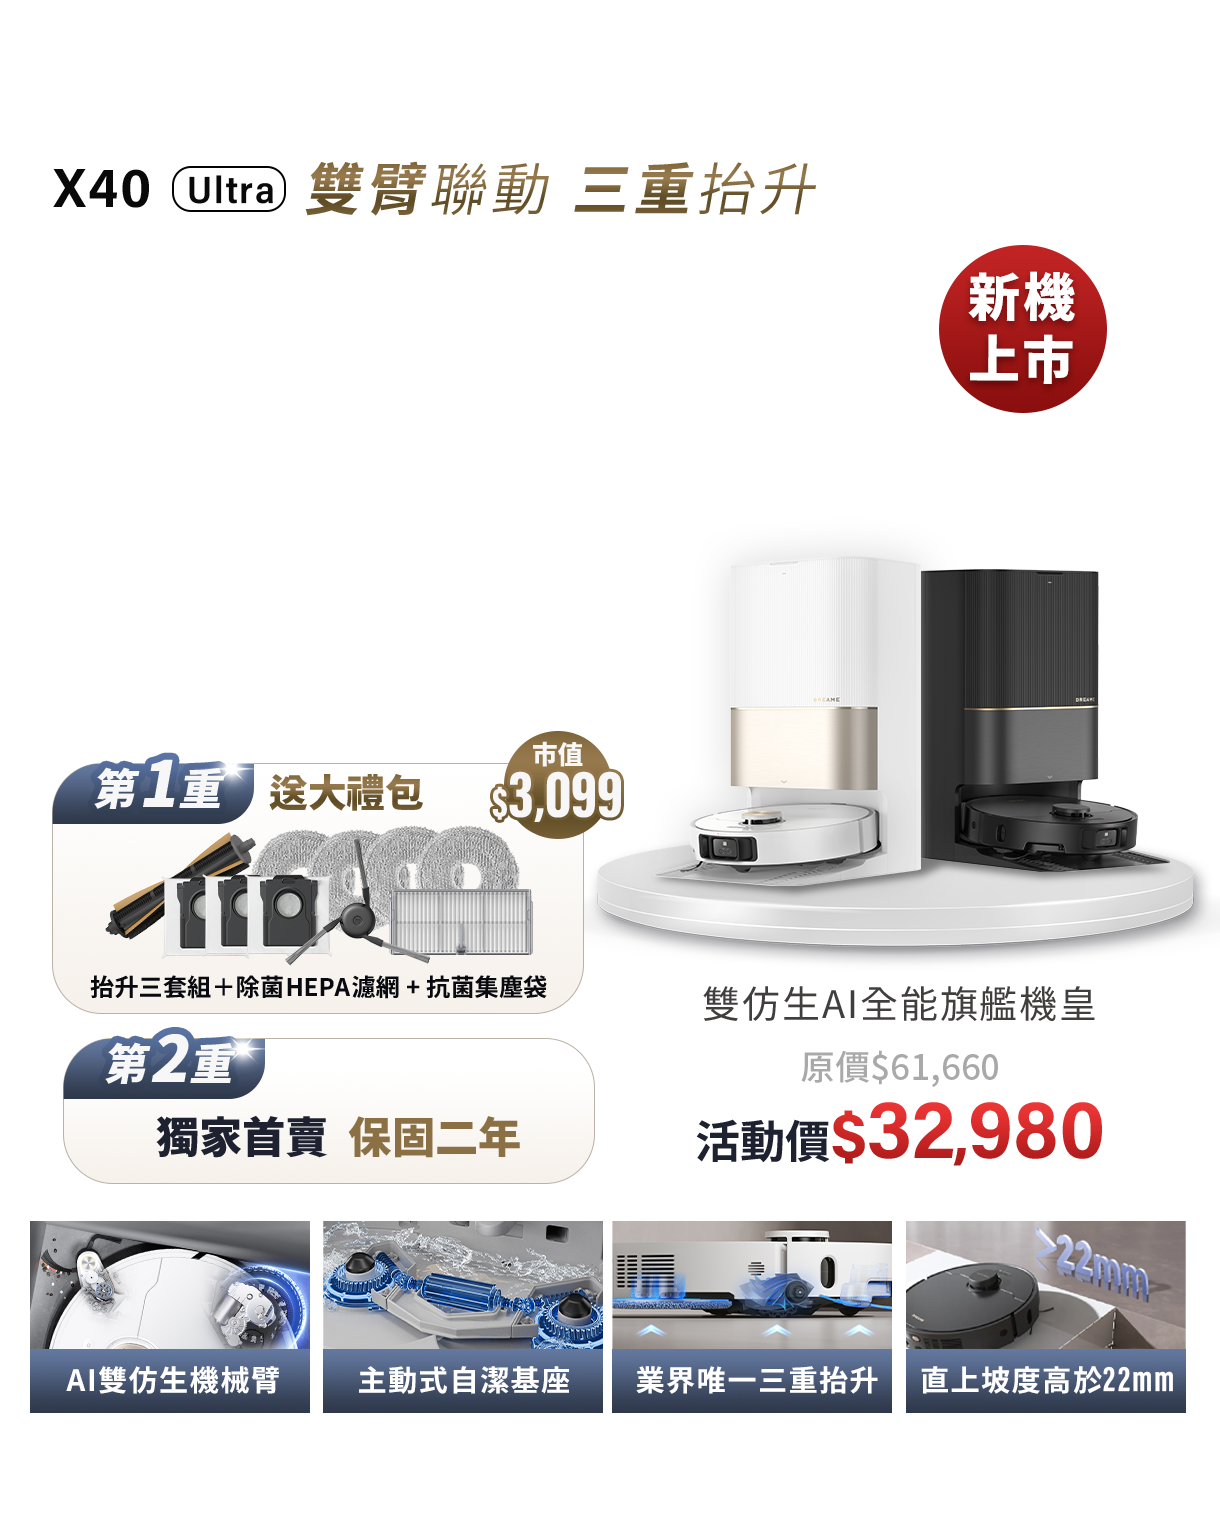 X40 Ultra 雙臂聯動 三重抬升
新機
上市
DREAME
DREAME
第1重 送大禮包
市值
$3,099
抬升三套組＋除菌HEPA濾網 + 抗菌集塵袋
雙仿生AI全能旗艦機皇
原價$61,660
活動價$32,980
第2重
獨家首賣 保固二年
>22mm
AI雙仿生機械臂
主動式自潔基座
業界唯一三重抬升
直上坡度高於22mm